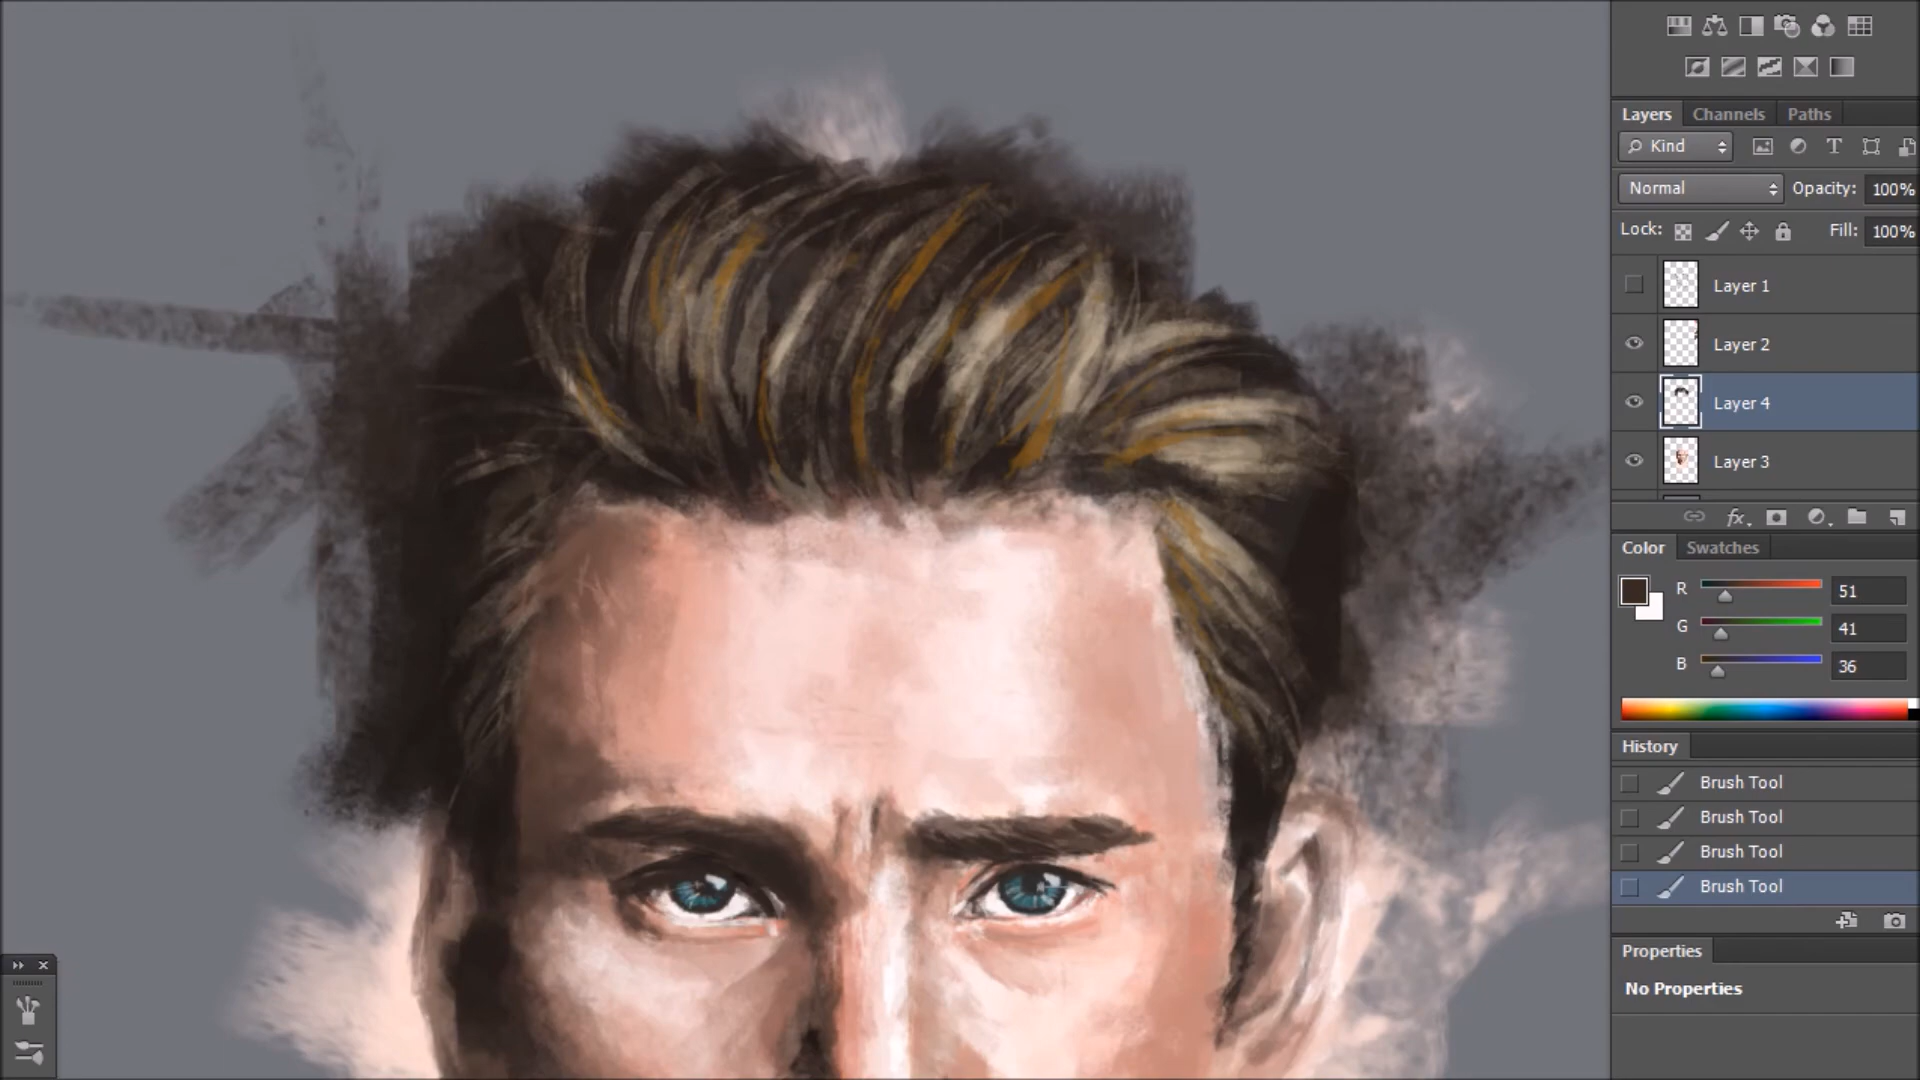 Layers Channels Paths
Kind
Normal Opacity: 100%
Lock: Fill: 100%
Layer 1
Layer 2
Layer 4
Layer 3
fx
Color Swatches
R 51
G 41
B 36
History
Brush Tool
Brush Tool
Brush Tool
Brush Tool
Properties
No Properties